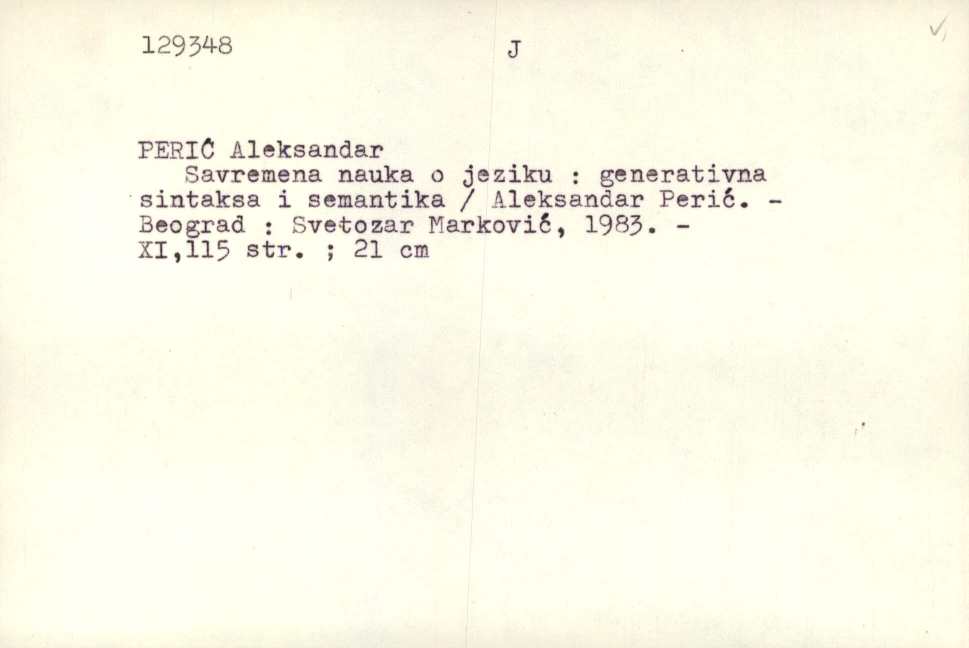 129348 J
PERIĆ Aleksandar
Savremena nauka o jeziku : generativna
sintaksa i semantika / Aleksandar Perić. -
Beograd : Svetozar Marković, 1983. -
XI,115 str. ; 21 cm